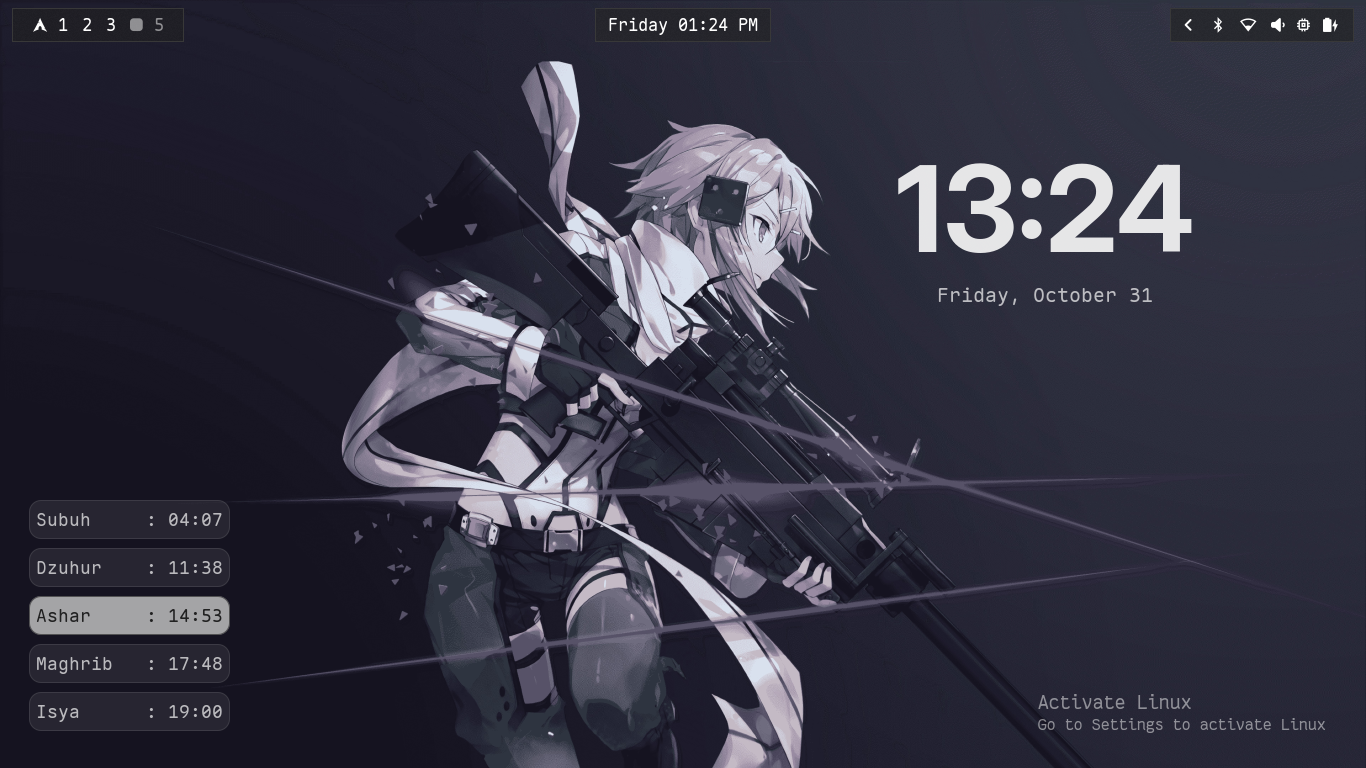 1 2 3 5
Friday 01:24 PM
13:24
Friday, October 31
Subuh : 04:07
Dzuhur : 11:38
Ashar : 14:53
Maghrib : 17:48
Isya : 19:00
Activate Linux
Go to Settings to activate Linux